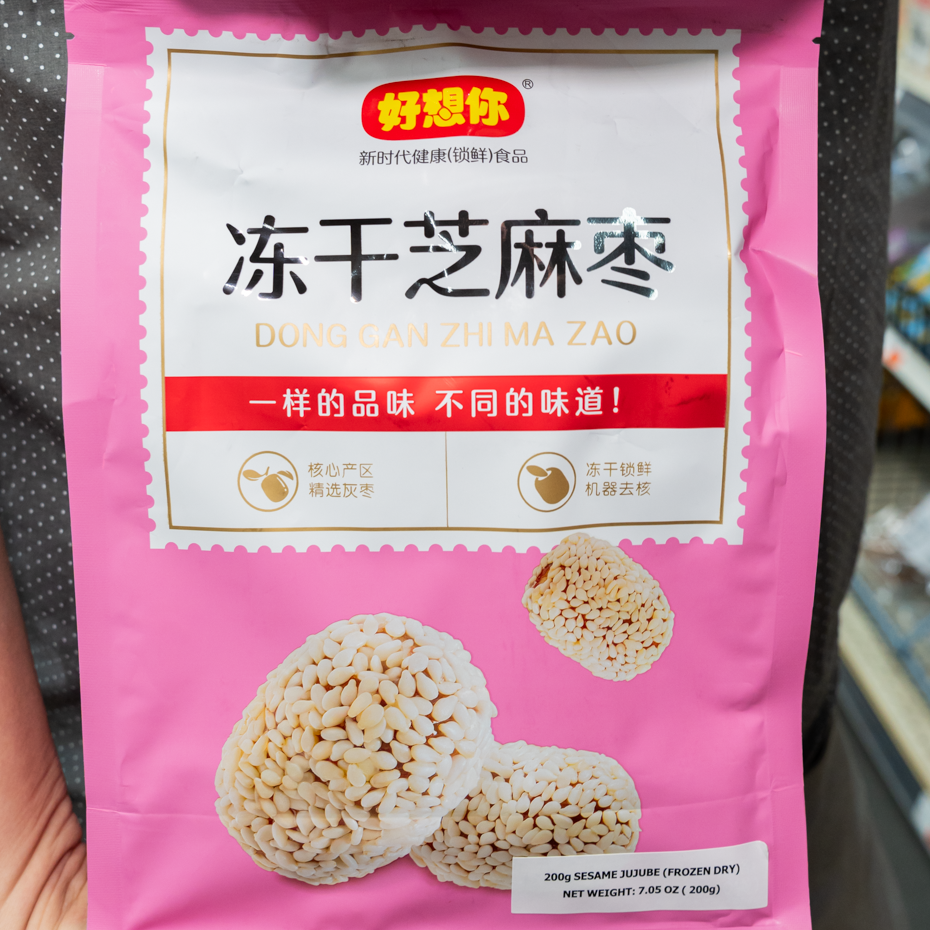 好想你®
新时代健康(锁鲜)食品
冻干芝麻枣
DONG GAN ZHI MA ZAO
一样的品味 不同的味道!
核心产区
精选灰枣
冻干锁鲜
机器去核
200g SESAME JUJUBE (FROZEN DRY)
NET WEIGHT: 7.05 OZ ( 200g)